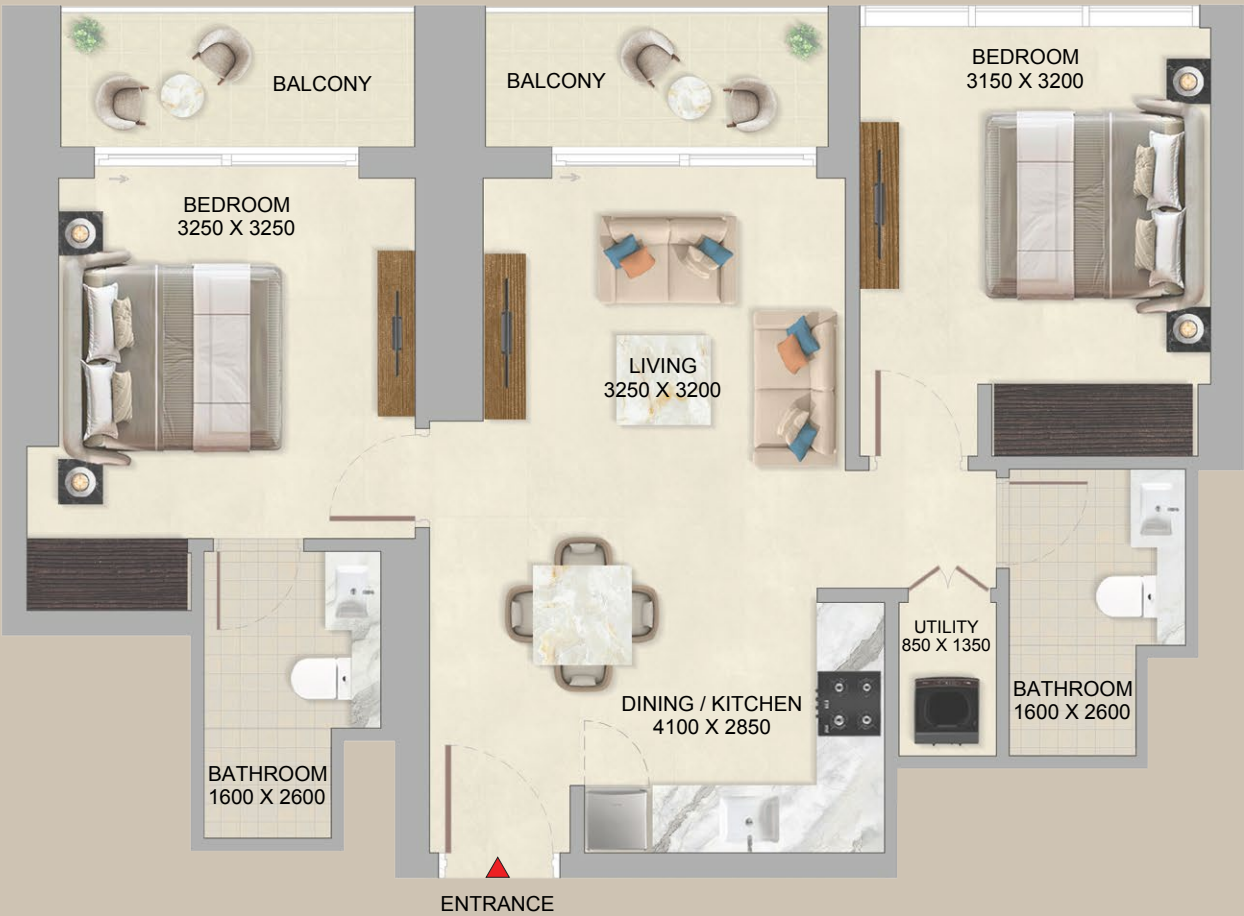 BALCONY
BALCONY
BEDROOM
3150 X 3200
BEDROOM
3250 X 3250
LIVING
3250 X 3200
UTILITY
850 X 1350
DINING / KITCHEN
4100 X 2850
BATHROOM
1600 X 2600
BATHROOM
1600 X 2600
ENTRANCE